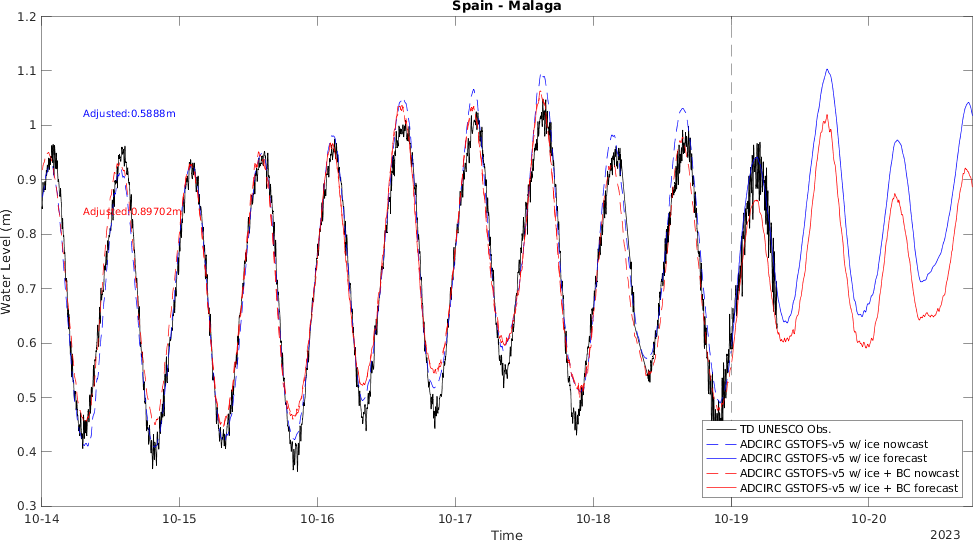 Spain - Malaga
1.2
1.1
1
0.9
0.8
0.7
0.6
0.5
0.4
0.3
Water Level (m)
Adjusted:0.5888m
Adjusted:0.89702m
TD UNESCO Obs.
ADCIRC GSTOFS-v5 w/ ice nowcast
ADCIRC GSTOFS-v5 w/ ice forecast
ADCIRC GSTOFS-v5 w/ ice + BC nowcast
ADCIRC GSTOFS-v5 w/ ice + BC forecast
10-14 10-15 10-16 10-17 10-18 10-19 10-20
Time
2023